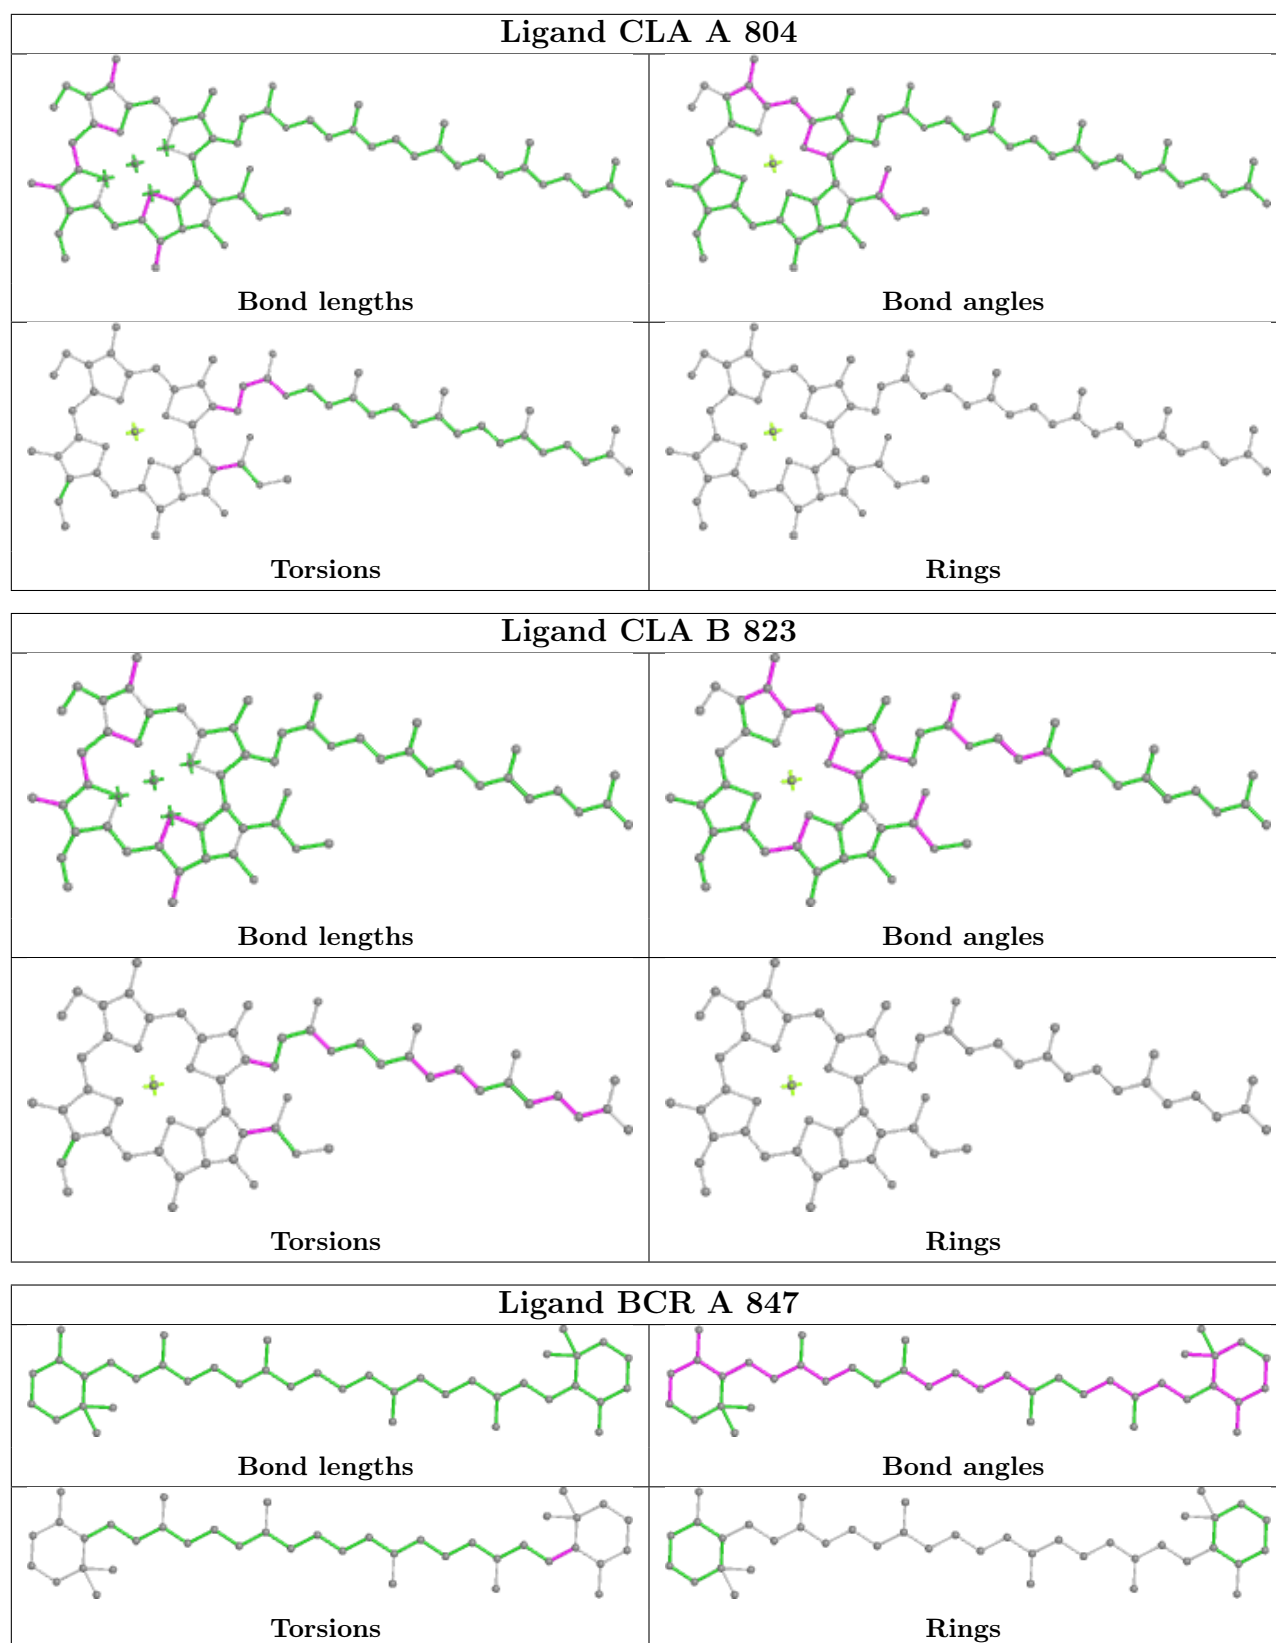 Ligand CLA A 804
Bond lengths
Bond angles
Torsions
Rings
Ligand CLA B 823
Bond lengths
Bond angles
Torsions
Rings
Ligand BCR A 847
Bond lengths
Bond angles
Torsions
Rings